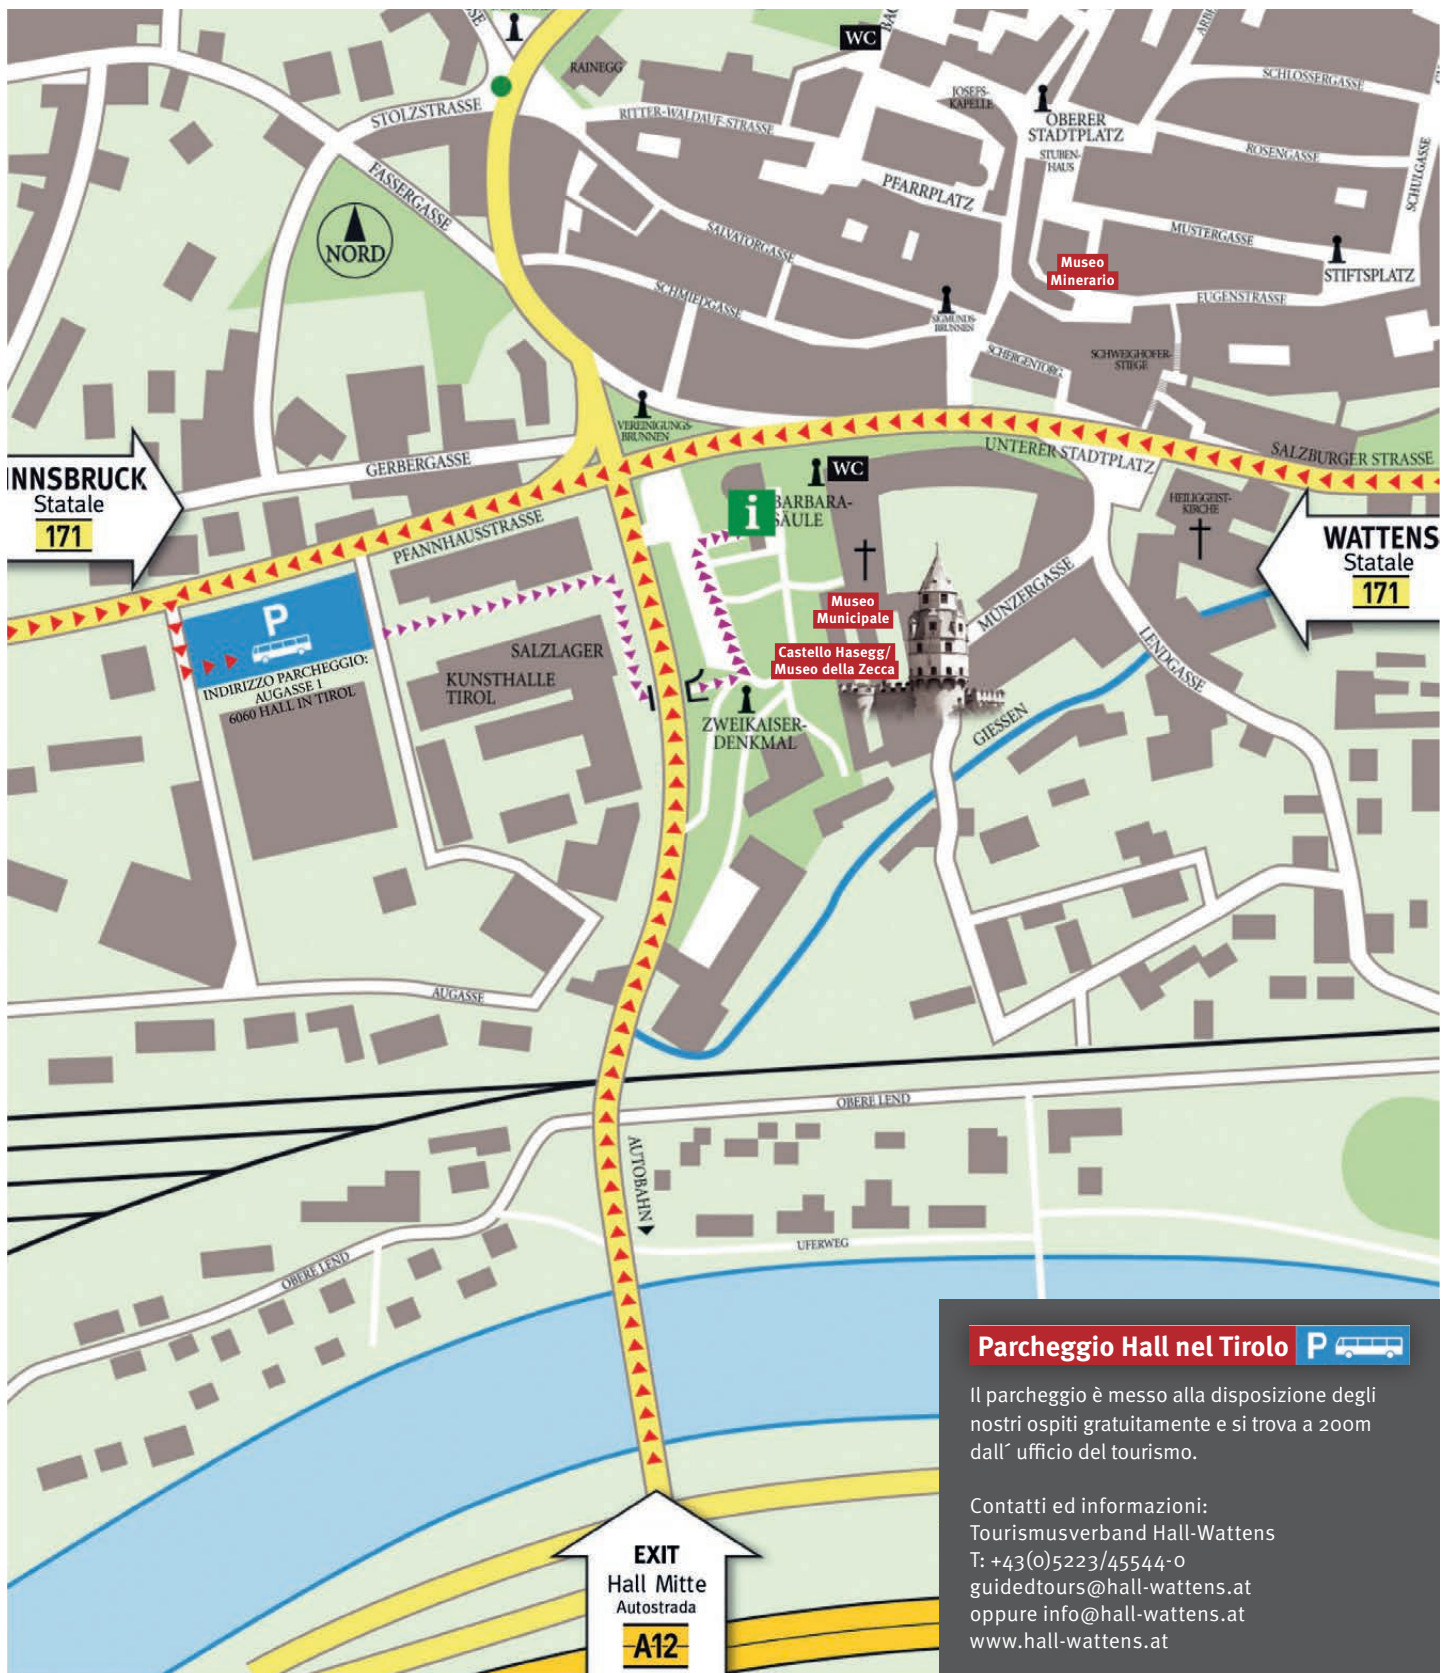 WC
RAINEGG
STOLZSTRASSE
RITTER-WALDAUF-STRASSE
JOSEFS-
KAPELLE
OBERER
STADTPLATZ
STUBEN-
HAUS
SCHLOSSERGASSE
ROSENGASSE
SCHULGASSE
FASSERGASSE
PFARRPLATZ
NORD
SALVATORGASSE
MUSTERGASSE
STIFTSPLATZ
Museo
Minerario
EUGENSTRASSE
SCHMIEDGASSE
SIGMUNDS-
BRUNNEN
SCHERGENTORG.
SCHWEIGHOFER-
STIEGE
VEREINIGUNGS-
BRUNNEN
UNTERER STADTPLATZ
SALZBURGER STRASSE
GERBERGASSE
INNSBRUCK
Statale
171
WC
i
BARBARA-
SÄULE
HEILIGGEIST-
KIRCHE
WATTENS
Statale
171
PFANNHAUSSTRASSE
P
INDIRIZZO PARCHEGGIO:
AUGASSE 1
6060 HALL IN TIROL
SALZLAGER
KUNSTHALLE
TIROL
Museo
Municipale
Castello Hasegg/
Museo della Zecca
MÜNZERGASSE
LENDGASSE
ZWEIKAISER-
DENKMAL
GIESSEN
AUGASSE
OBERE LEND
AUTOBAHN
UFERWEG
OBERE LEND
EXIT
Hall Mitte
Autostrada
A12
Parcheggio Hall nel Tirolo P
Il parcheggio è messo alla disposizione degli
nostri ospiti gratuitamente e si trova a 200m
dall´ ufficio del tourismo.
Contatti ed informazioni:
Tourismusverband Hall-Wattens
T: +43(0)5223/45544-0
guidedtours@hall-wattens.at
oppure info@hall-wattens.at
www.hall-wattens.at